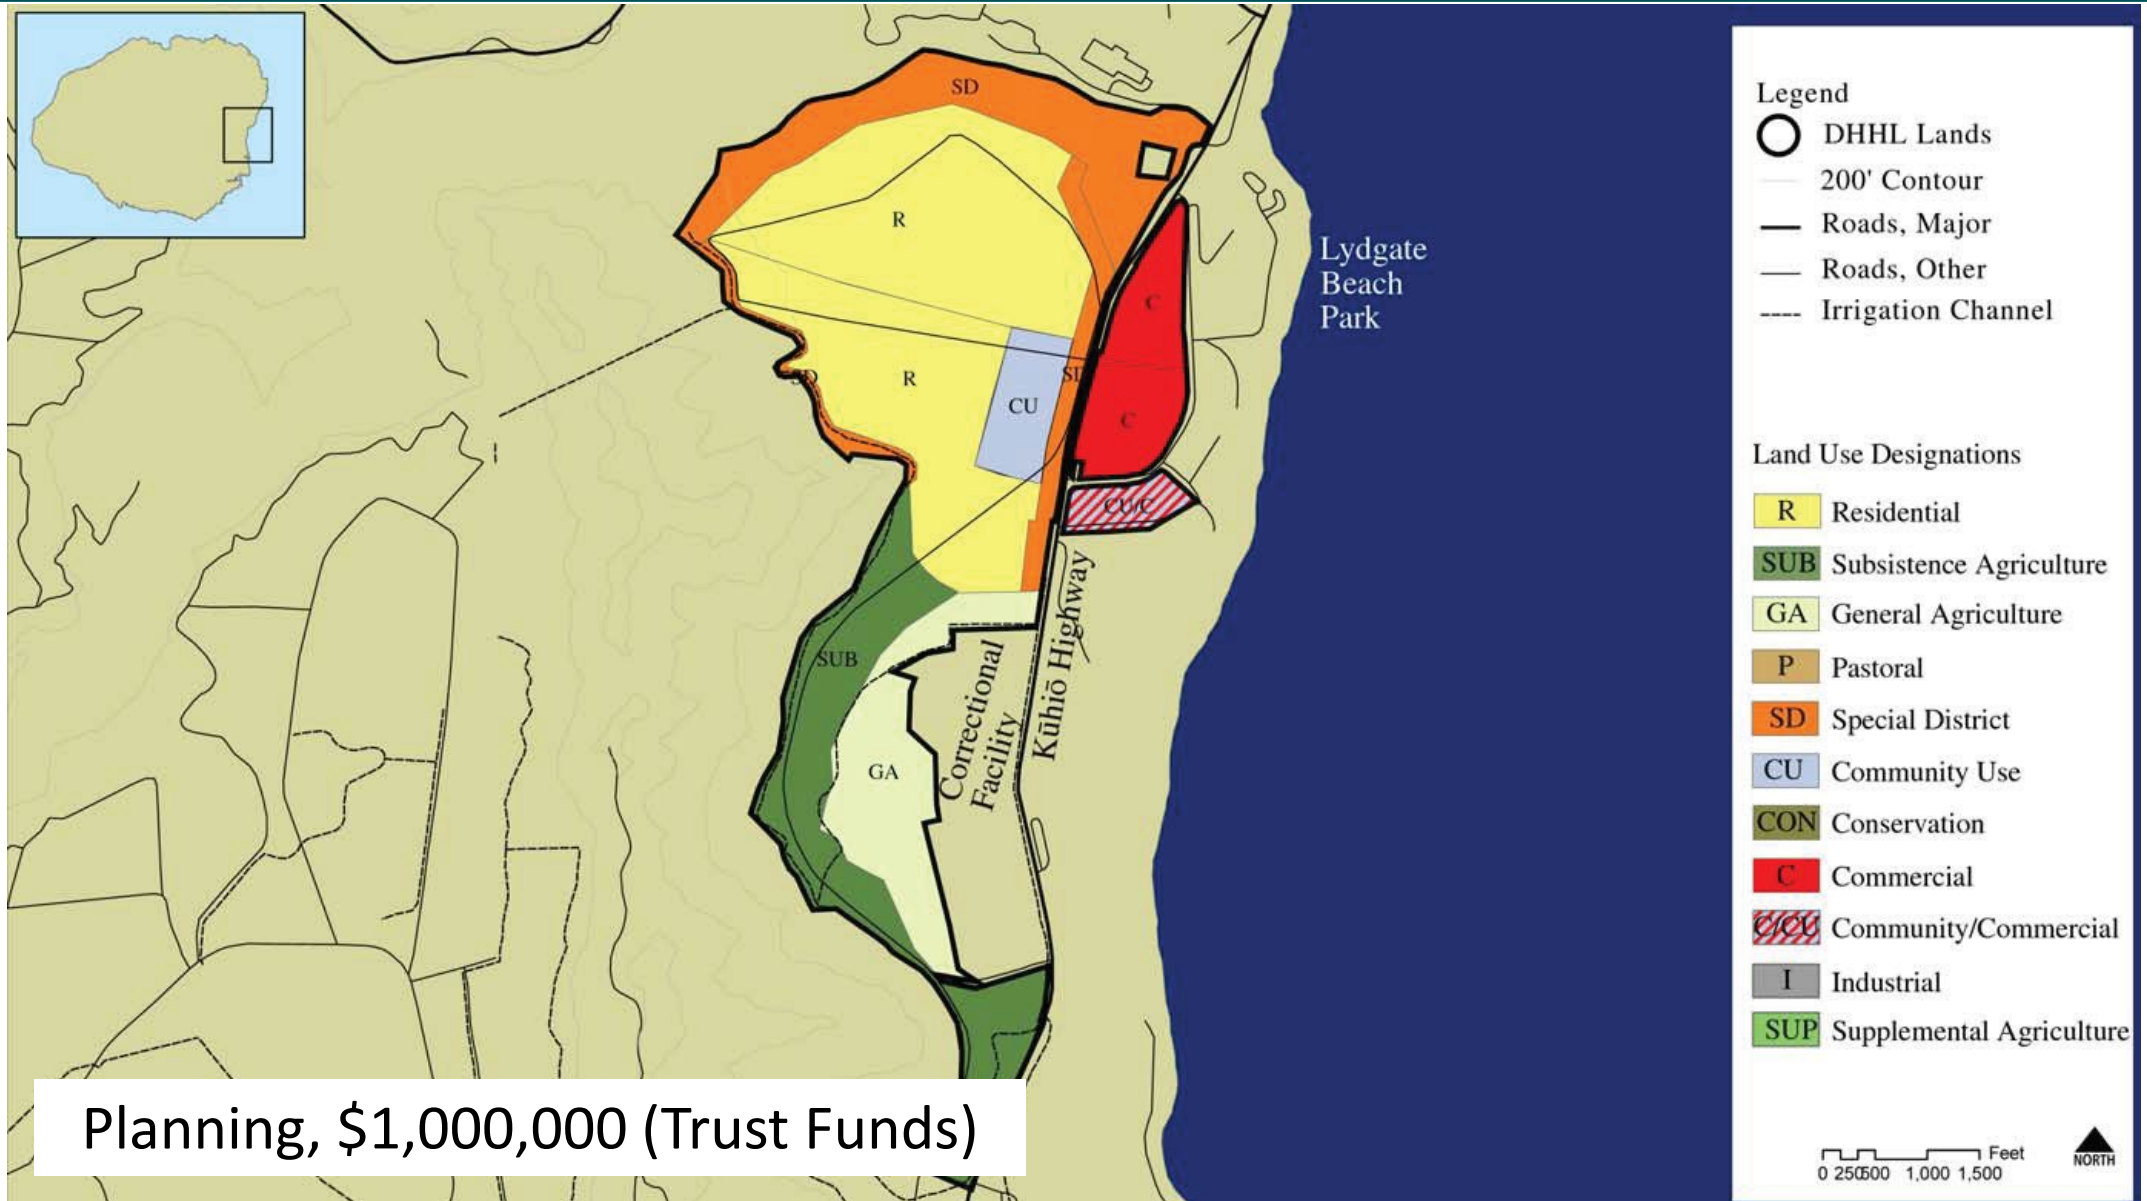 SD
R
C
Lydgate
Beach
Park
SD
R
SD
CU
C
CU/C
SUB
GA
Correctional
Facility
Kūhiō Highway
Planning, $1,000,000 (Trust Funds)
Legend
DHHL Lands
200' Contour
Roads, Major
Roads, Other
Irrigation Channel
Land Use Designations
R Residential
SUB Subsistence Agriculture
GA General Agriculture
P Pastoral
SD Special District
CU Community Use
CON Conservation
C Commercial
C/CU Community/Commercial
I Industrial
SUP Supplemental Agriculture
Feet
0 250 500 1,000 1,500
NORTH